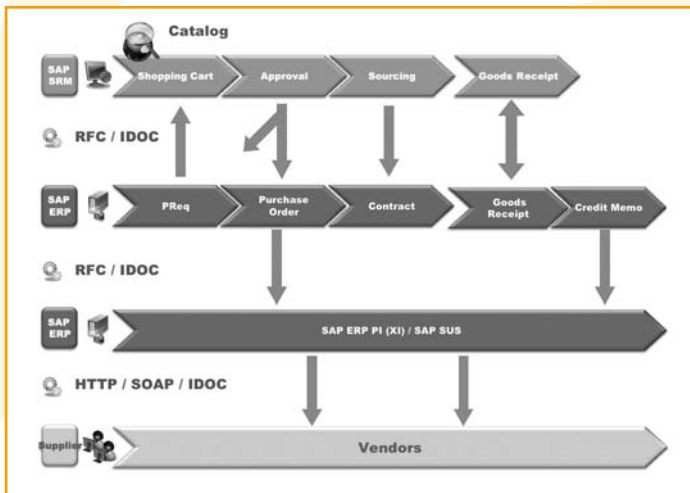 Catalog
SAP
SRM
Shopping Cart
Approval
Sourcing
Goods Receipt
RFC / IDOC
SAP
ERP
PReq
Purchase
Order
Contract
Goods
Receipt
Credit Memo
RFC / IDOC
SAP
ERP
SAP ERP PI (XI) / SAP SUS
HTTP / SOAP / IDOC
Supplier
Vendors